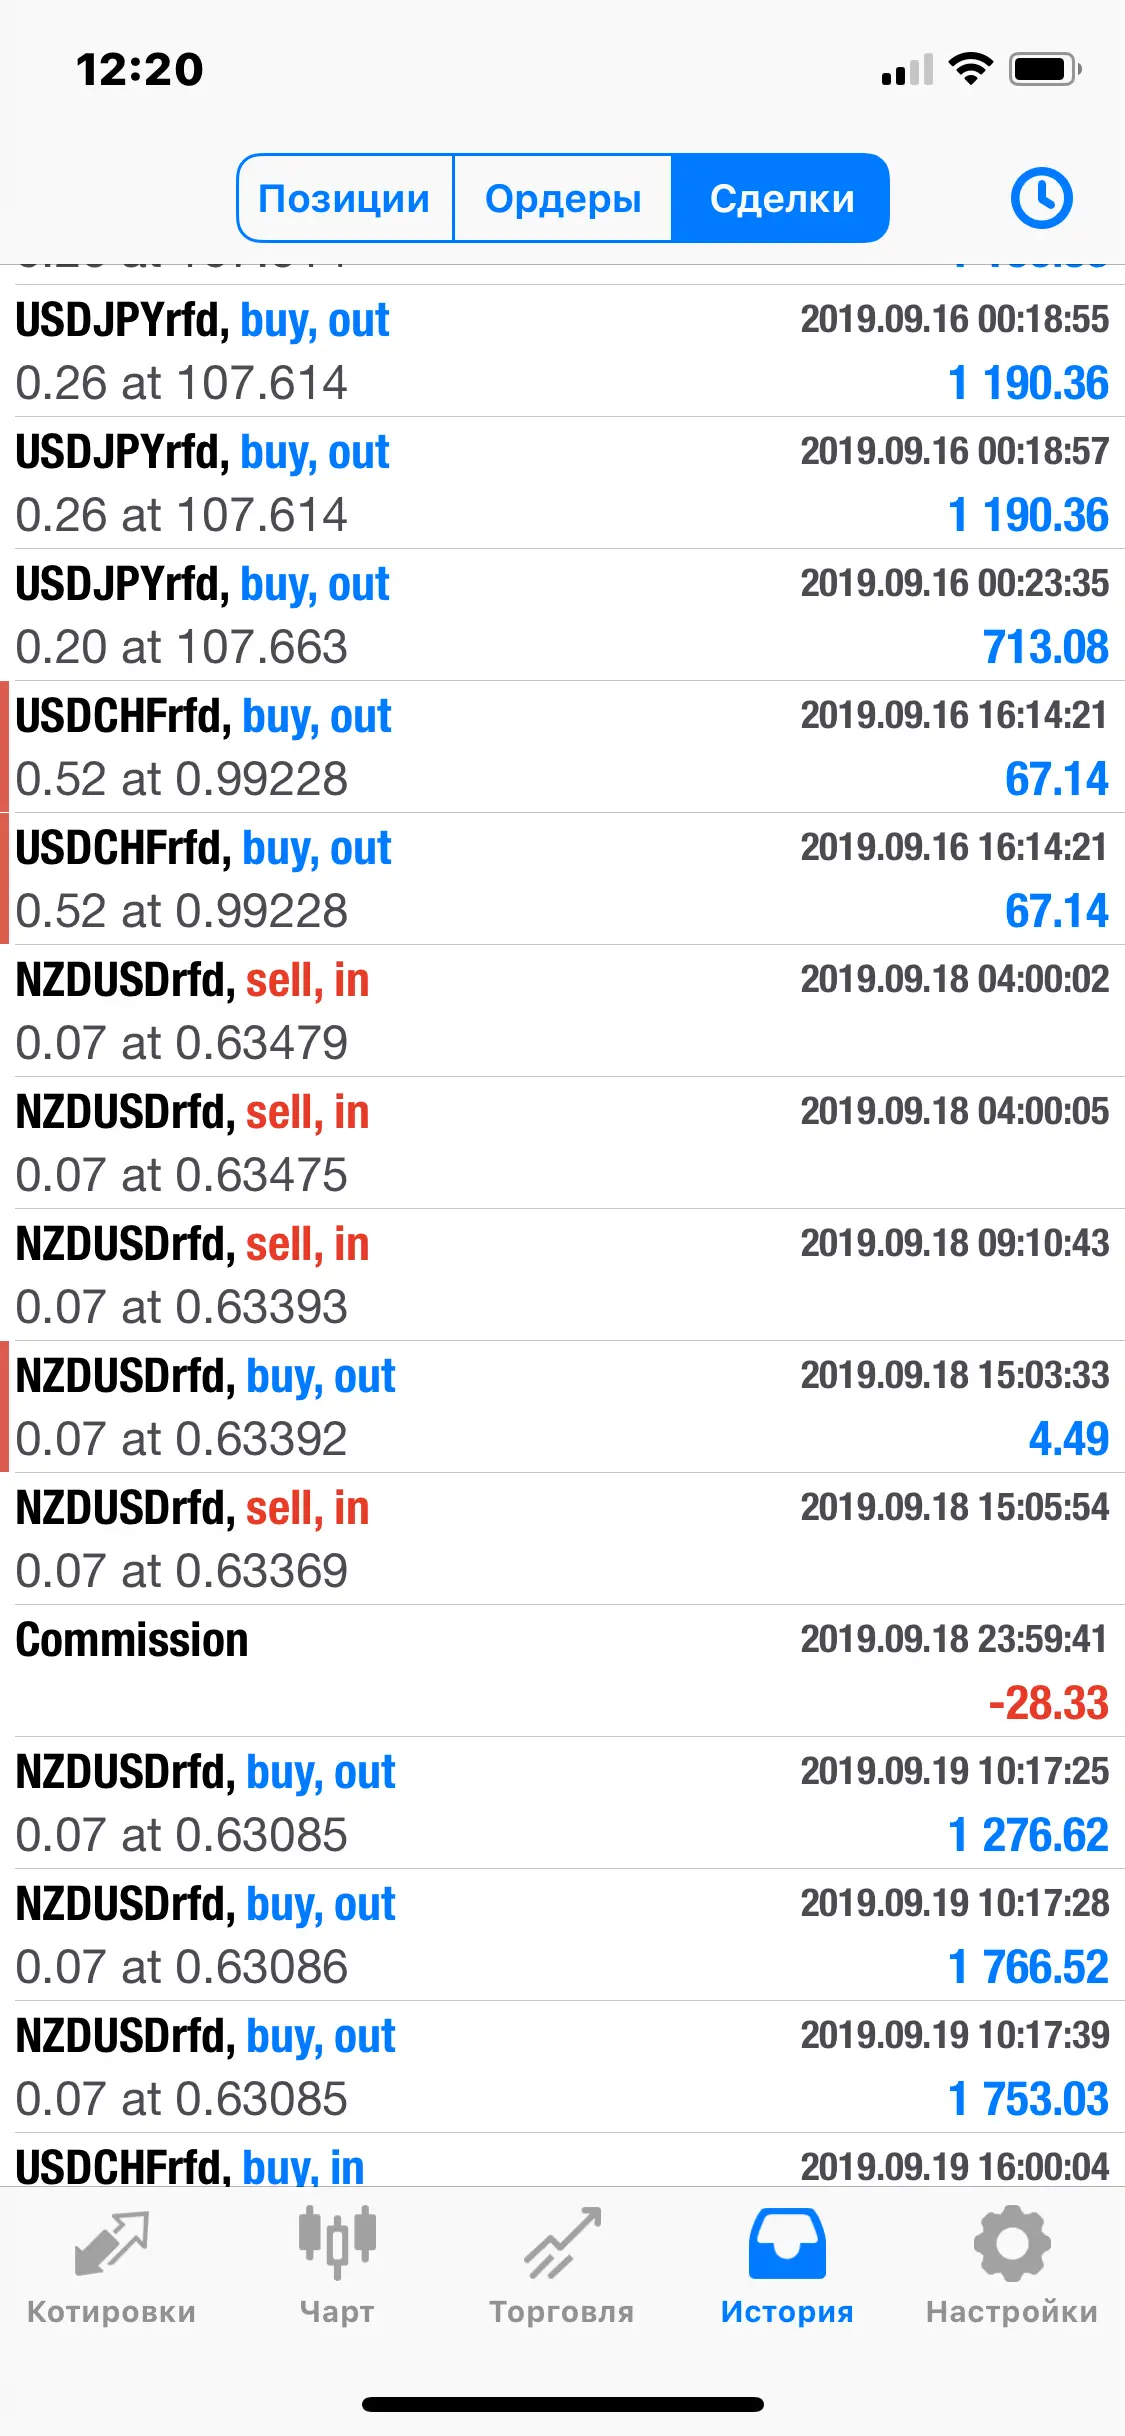 12:20
Позиции Ордеры Сделки
USDJPYrfd, buy, out 2019.09.16 00:18:55
0.26 at 107.614 1 190.36
USDJPYrfd, buy, out 2019.09.16 00:18:57
0.26 at 107.614 1 190.36
USDJPYrfd, buy, out 2019.09.16 00:23:35
0.20 at 107.663 713.08
USDCHFrfd, buy, out 2019.09.16 16:14:21
0.52 at 0.99228 67.14
USDCHFrfd, buy, out 2019.09.16 16:14:21
0.52 at 0.99228 67.14
NZDUSDrfd, sell, in 2019.09.18 04:00:02
0.07 at 0.63479
NZDUSDrfd, sell, in 2019.09.18 04:00:05
0.07 at 0.63475
NZDUSDrfd, sell, in 2019.09.18 09:10:43
0.07 at 0.63393
NZDUSDrfd, buy, out 2019.09.18 15:03:33
0.07 at 0.63392 4.49
NZDUSDrfd, sell, in 2019.09.18 15:05:54
0.07 at 0.63369
Commission 2019.09.18 23:59:41
-28.33
NZDUSDrfd, buy, out 2019.09.19 10:17:25
0.07 at 0.63085 1 276.62
NZDUSDrfd, buy, out 2019.09.19 10:17:28
0.07 at 0.63086 1 766.52
NZDUSDrfd, buy, out 2019.09.19 10:17:39
0.07 at 0.63085 1 753.03
USDCHFrfd, buy, in 2019.09.19 16:00:04
Котировки Чарт Торговля История Настройки